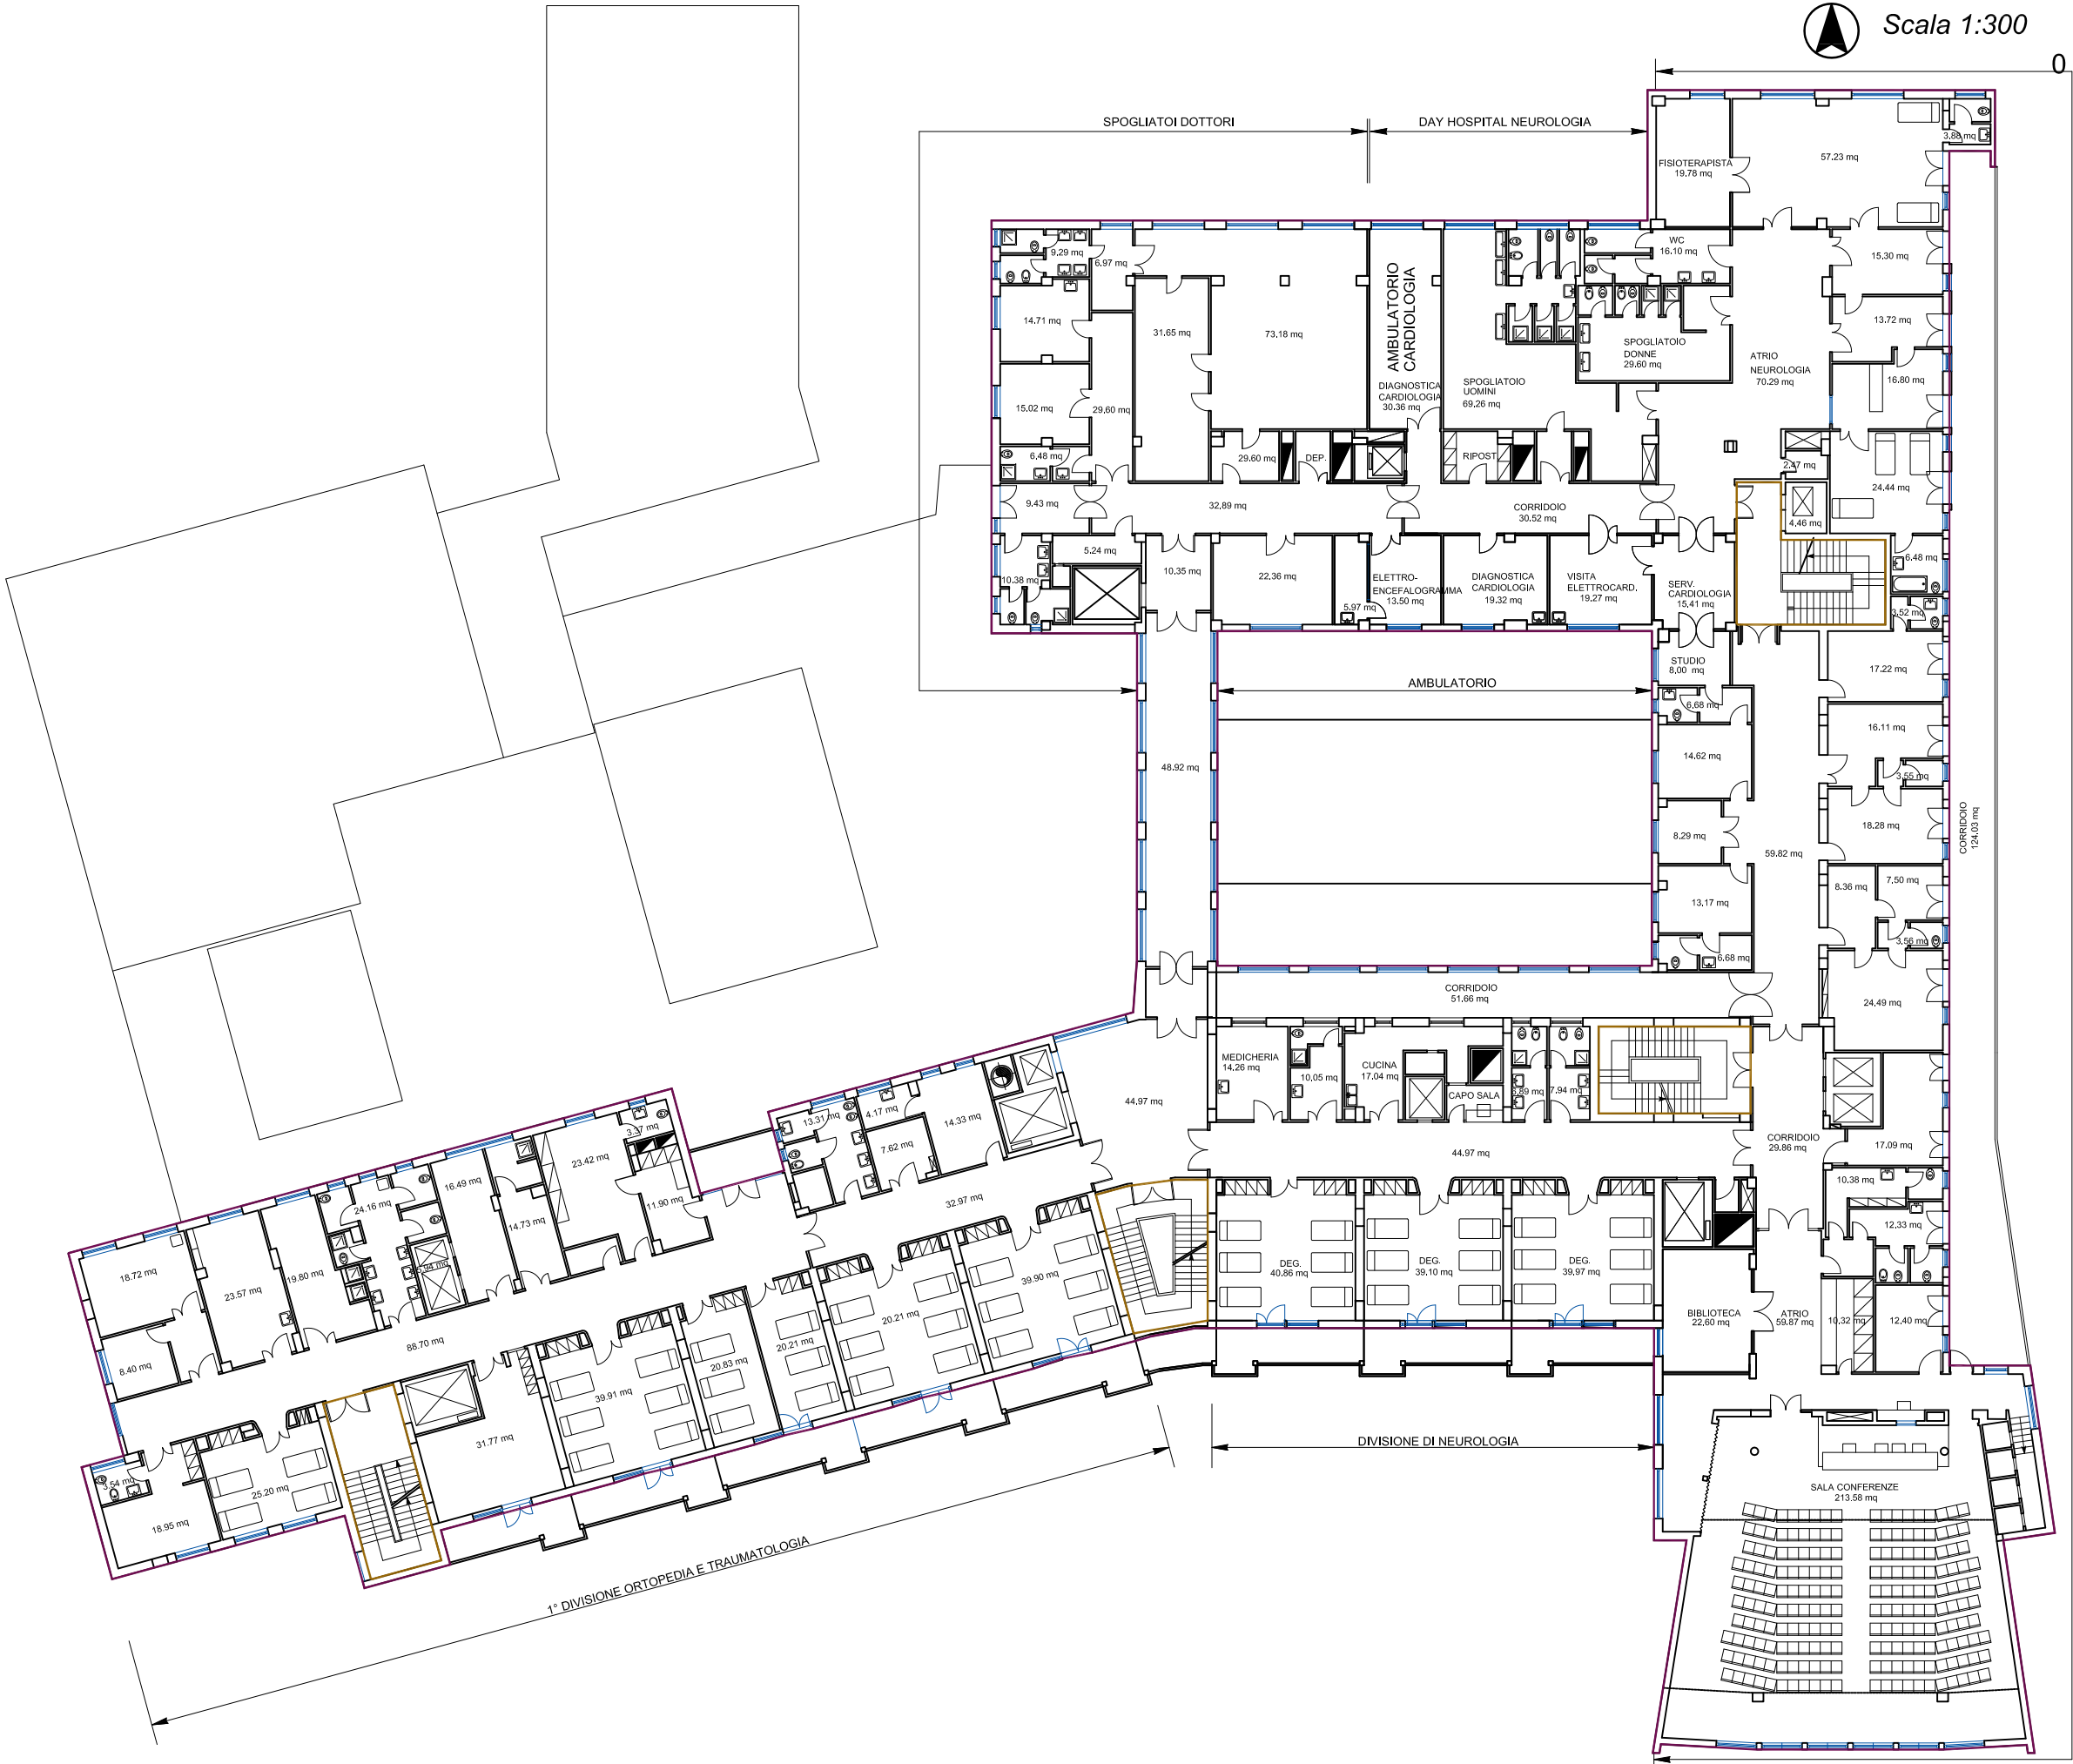 Scala 1:300
0
SPOGLIATOI DOTTORI
DAY HOSPITAL NEUROLOGIA
3.88 mq
57.23 mq
FISIOTERAPISTA
19.78 mq
WC
16.10 mq
9,29 mq
6,97 mq
15.30 mq
14.71 mq
31.65 mq
73,18 mq
AMBULATORIO
CARDIOLOGIA
13.72 mq
SPOGLIATOIO
DONNE
29.60 mq
ATRIO
NEUROLOGIA
70.29 mq
DIAGNOSTICA
CARDIOLOGIA
30.36 mq
SPOGLIATOIO
UOMINI
69,26 mq
16.80 mq
15,02 mq
29,60 mq
6,48 mq
29.60 mq
DEP.
RIPOST.
2,47 mq
24,44 mq
9.43 mq
32,89 mq
CORRIDOIO
30.52 mq
4,46 mq
5.24 mq
6,48 mq
10,38 mq
10,35 mq
22,36 mq
5.97 mq
ELETTRO-
ENCEFALOGRAMMA
13.50 mq
DIAGNOSTICA
CARDIOLOGIA
19.32 mq
VISITA
ELETTROCARD.
19.27 mq
SERV.
CARDIOLOGIA
15,41 mq
3,52 mq
STUDIO
8,00 mq
17.22 mq
AMBULATORIO
6,68 mq
16.11 mq
14.62 mq
48.92 mq
3,55 mq
CORRIDOIO
124.03 mq
8.29 mq
59.82 mq
18.28 mq
8.36 mq
7,50 mq
13,17 mq
3,56 mq
6,68 mq
CORRIDOIO
51.66 mq
24,49 mq
MEDICHERIA
14,26 mq
10,05 mq
CUCINA
17,04 mq
CAPO SALA
7,94 mq
44,97 mq
44.97 mq
CORRIDOIO
29.86 mq
17.09 mq
10.38 mq
12,33 mq
13.31 mq
4.17 mq
14.33 mq
7.62 mq
3.37 mq
23.42 mq
16.49 mq
11.90 mq
14.73 mq
24.16 mq
32.97 mq
18.72 mq
23.57 mq
19.80 mq
39.90 mq
DEG.
40,86 mq
DEG.
39,10 mq
DEG.
39,97 mq
BIBLIOTECA
22,60 mq
ATRIO
59.87 mq
10,32 mq
12,40 mq
8.40 mq
88.70 mq
20.83 mq
20.21 mq
20.21 mq
39.91 mq
31.77 mq
3,54 mq
25.20 mq
18.95 mq
DIVISIONE DI NEUROLOGIA
SALA CONFERENZE
213.58 mq
1° DIVISIONE ORTOPEDIA E TRAUMATOLOGIA